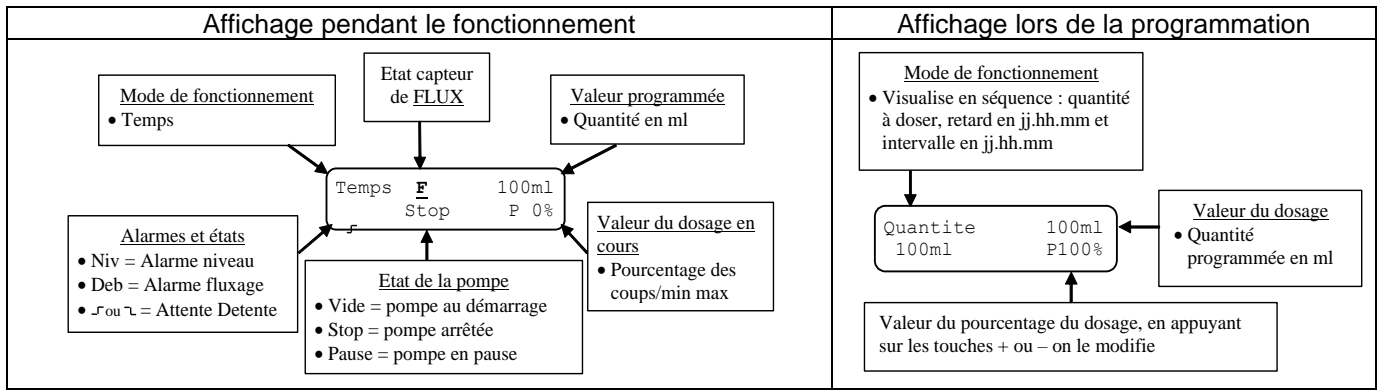 Affichage pendant le fonctionnement
Etat capteur
de FLUX
Mode de fonctionnement
• Temps
Valeur programmée
• Quantité en ml
Temps F 100ml
Stop P 0%
Alarmes et états
• Niv = Alarme niveau
• Deb = Alarme fluxage
• ou = Attente Detente
Etat de la pompe
• Vide = pompe au démarrage
• Stop = pompe arrêtée
• Pause = pompe en pause
Valeur du dosage en
cours
• Pourcentage des
coups/min max
Affichage lors de la programmation
Mode de fonctionnement
• Visualise en séquence : quantité
à doser, retard en jj.hh.mm et
intervalle en jj.hh.mm
Quantite 100ml
100ml P100%
Valeur du dosage
• Quantité
programmée en ml
Valeur du pourcentage du dosage, en appuyant
sur les touches + ou – on le modifie